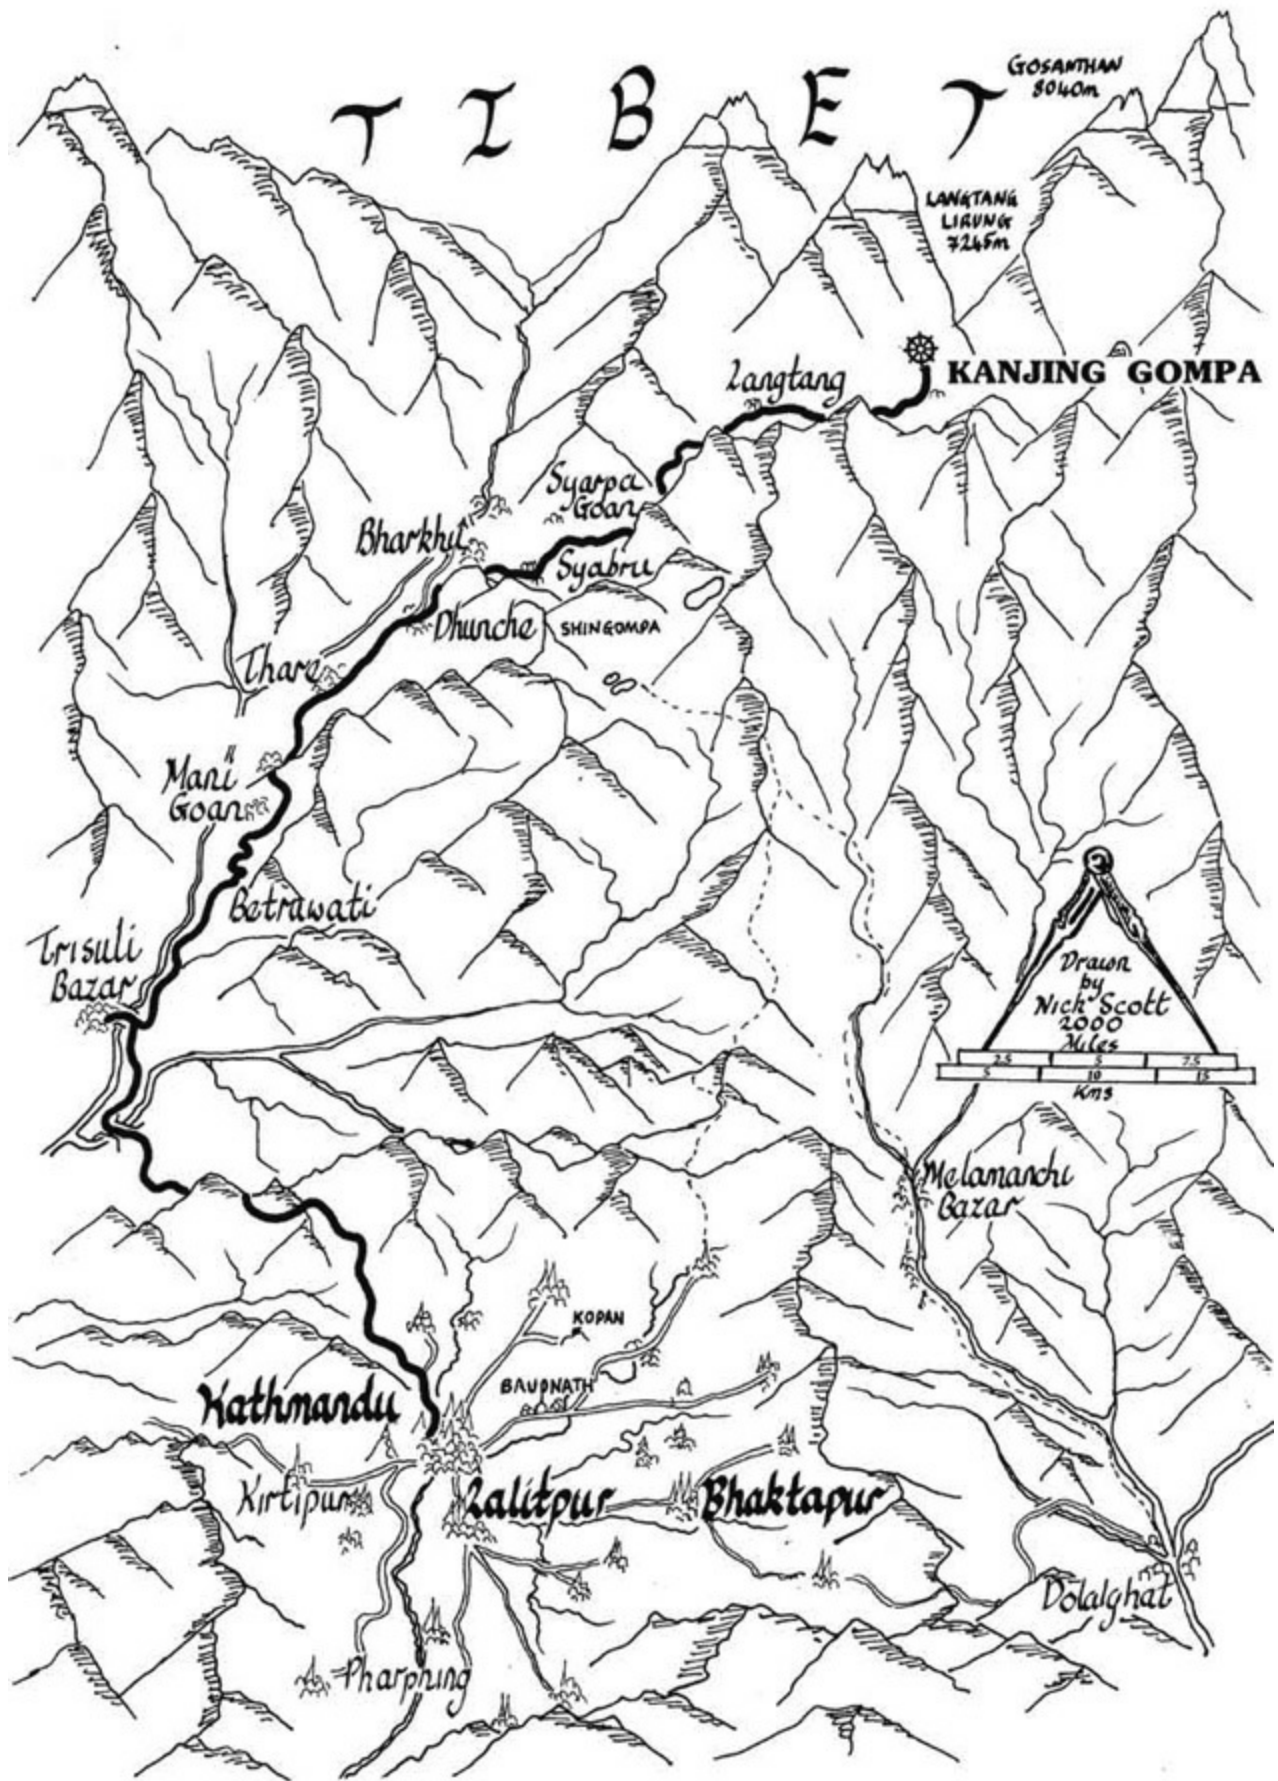 TIBET
GOSANTHAN
8040m
LANGTANG
LIRUNG
7245m
KANJING GOMPA
Langtang
Syarpa
Goan
Bharkhu
Syabru
Dhunche
SHINGOMPA
Thare
Mani
Goan
Betrawati
Trisuli
Bazar
Drawn
by
Nick Scott
2000
Miles
2.5 5 7.5
5 10 15
Kms
Melamanchi
Bazar
KOPAN
BAUDNATH
Kathmandu
Kirtipur
Lalitpur
Bhaktapur
Dolalghat
Pharphing